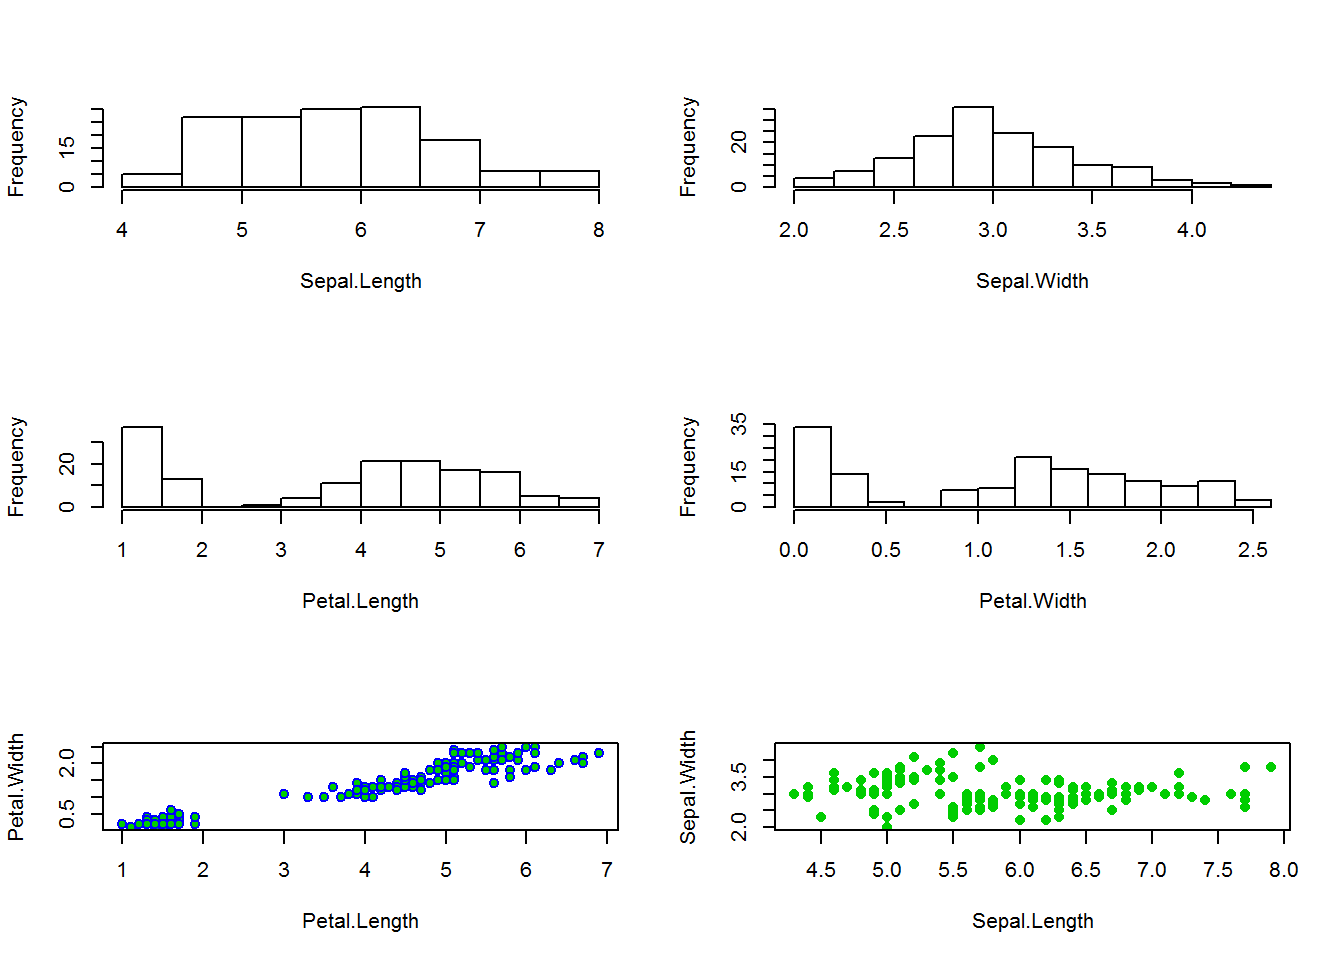 Frequency
15
0
4 5 6 7 8
Sepal.Length
Frequency
20
0
2.0 2.5 3.0 3.5 4.0
Sepal.Width
Frequency
20
0
1 2 3 4 5 6 7
Petal.Length
Frequency
35
15
0
0.0 0.5 1.0 1.5 2.0 2.5
Petal.Width
Petal.Width
2.0
0.5
1 2 3 4 5 6 7
Petal.Length
Sepal.Width
3.5
2.0
4.5 5.0 5.5 6.0 6.5 7.0 7.5 8.0
Sepal.Length